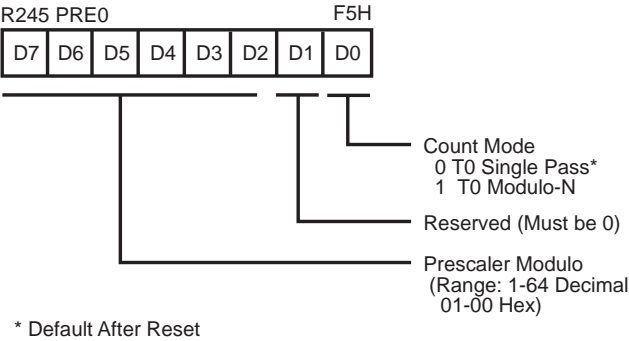 R245 PRE0 F5H
D7 D6 D5 D4 D3 D2 D1 D0
Count Mode
0 T0 Single Pass*
1 T0 Modulo-N
Reserved (Must be 0)
Prescaler Modulo
(Range: 1-64 Decimal
01-00 Hex)
* Default After Reset